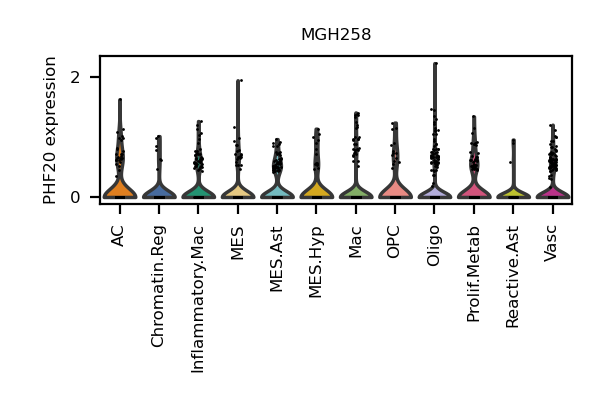 MGH258
PHF20 expression
2
0
AC
Chromatin.Reg
Inflammatory.Mac
MES
MES.Ast
MES.Hyp
Mac
OPC
Oligo
Prolif.Metab
Reactive.Ast
Vasc